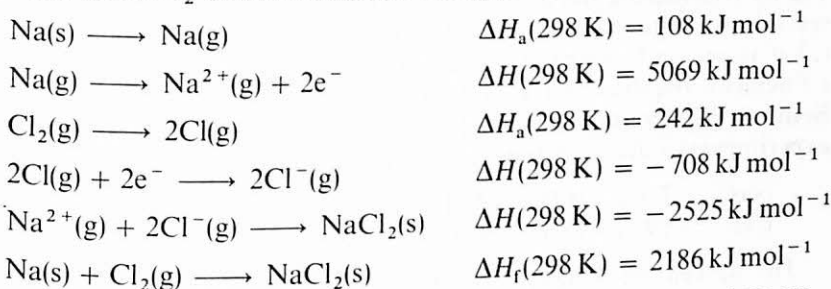 Na(s) ⟶ Na(g) ΔHₐ(298 K) = 108 kJ mol⁻¹
Na(g) ⟶ Na²⁺(g) + 2e⁻ ΔH(298 K) = 5069 kJ mol⁻¹
Cl₂(g) ⟶ 2Cl(g) ΔHₐ(298 K) = 242 kJ mol⁻¹
2Cl(g) + 2e⁻ ⟶ 2Cl⁻(g) ΔH(298 K) = −708 kJ mol⁻¹
Na²⁺(g) + 2Cl⁻(g) ⟶ NaCl₂(s) ΔH(298 K) = −2525 kJ mol⁻¹
Na(s) + Cl₂(g) ⟶ NaCl₂(s) ΔH_f(298 K) = 2186 kJ mol⁻¹